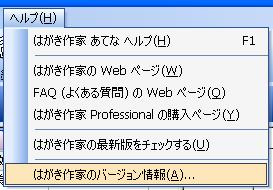 ヘルプ(H)
はがき作家 あてな ヘルプ(H) F1
はがき作家の Web ページ(W)
FAQ (よくある質問) の Web ページ(Q)
はがき作家 Professional の購入ページ(Y)
はがき作家の最新版をチェックする(U)
はがき作家のバージョン情報(A)...